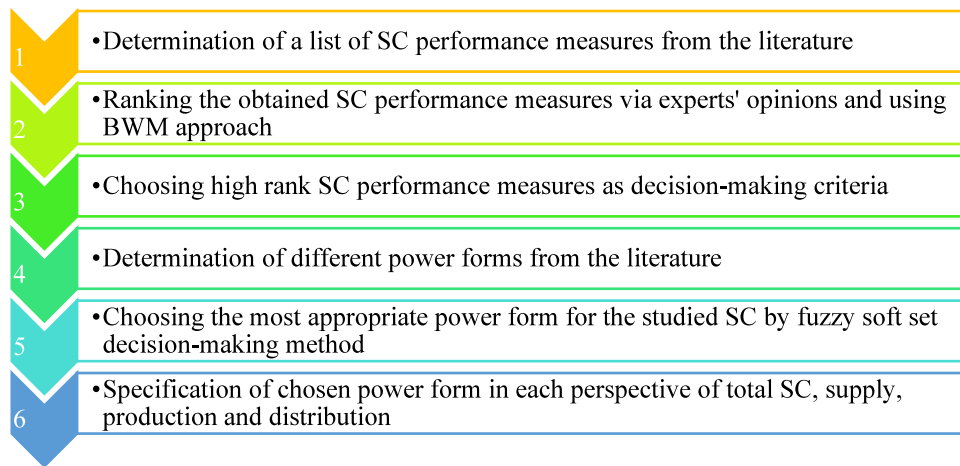 1
•Determination of a list of SC performance measures from the literature
2
•Ranking the obtained SC performance measures via experts' opinions and using
BWM approach
3
•Choosing high rank SC performance measures as decision-making criteria
4
•Determination of different power forms from the literature
5
•Choosing the most appropriate power form for the studied SC by fuzzy soft set
decision-making method
6
•Specification of chosen power form in each perspective of total SC, supply,
production and distribution